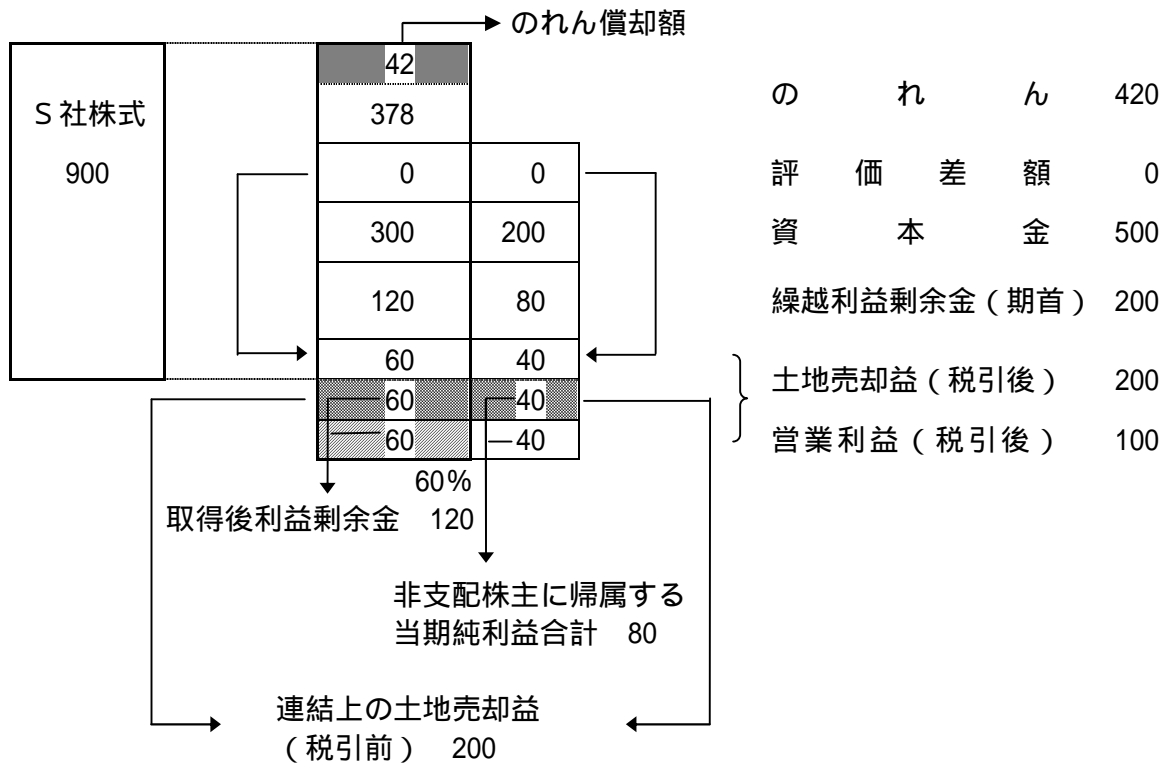 のれん償却額
42
S社株式
378
の れ ん 420
900
0 0
評 価 差 額 0
300 200
資 本 金 500
120 80
繰越利益剰余金（期首） 200
60 40
土地売却益（税引後） 200
60 40
営業利益（税引後） 100
60 40
60%
取得後利益剰余金 120
非支配株主に帰属する
当期純利益合計 80
連結上の土地売却益
（税引前） 200